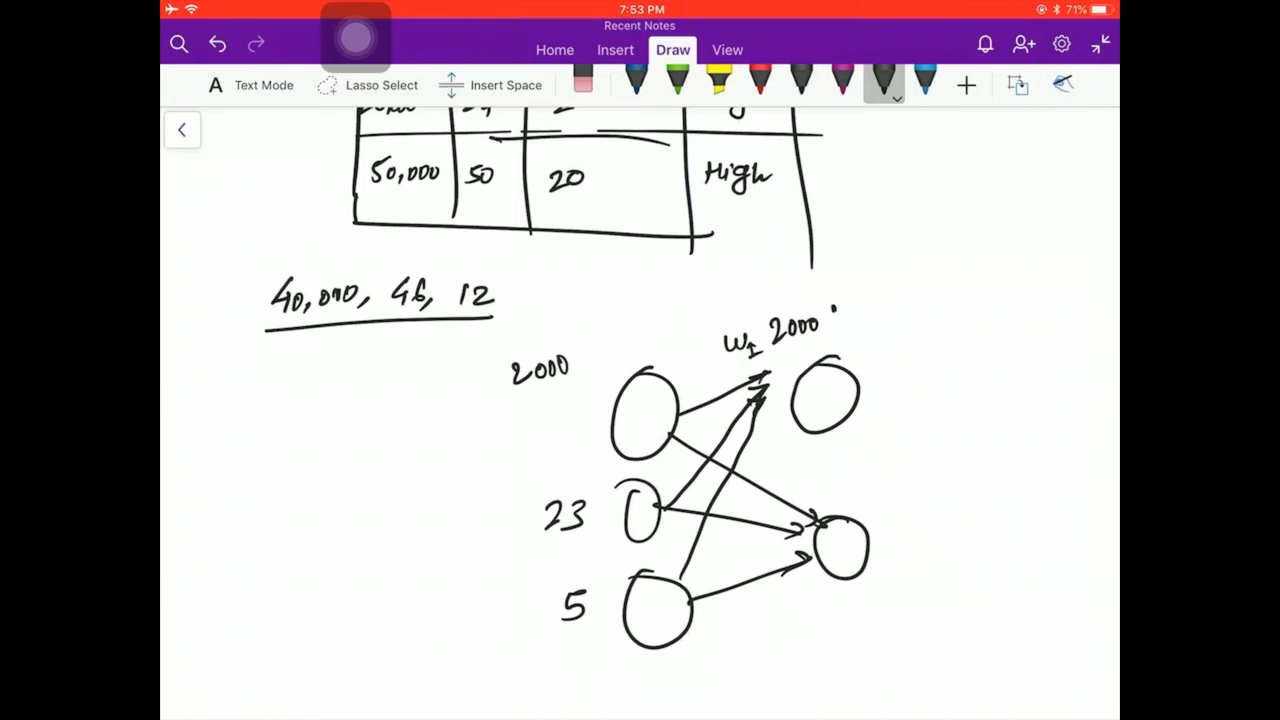 7:53 PM
71%
Recent Notes
Home Insert Draw View
A Text Mode Lasso Select Insert Space
50,000 50 20 High
40,000, 46, 12
2000
W1 2000
23
5